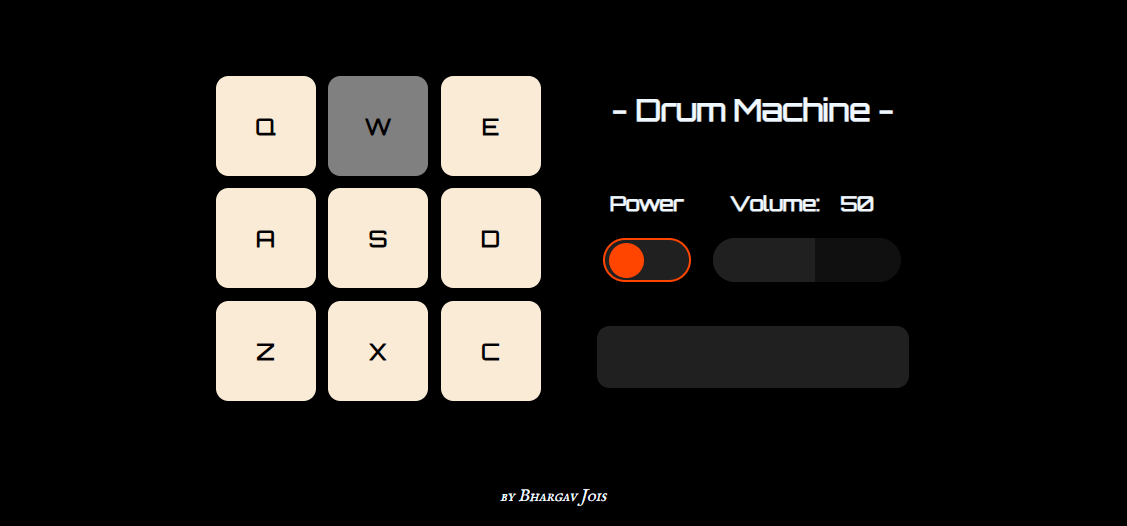 Q W E
A S D
Z X C
- Drum Machine -
Power Volume: 50
by Bhargav Jois